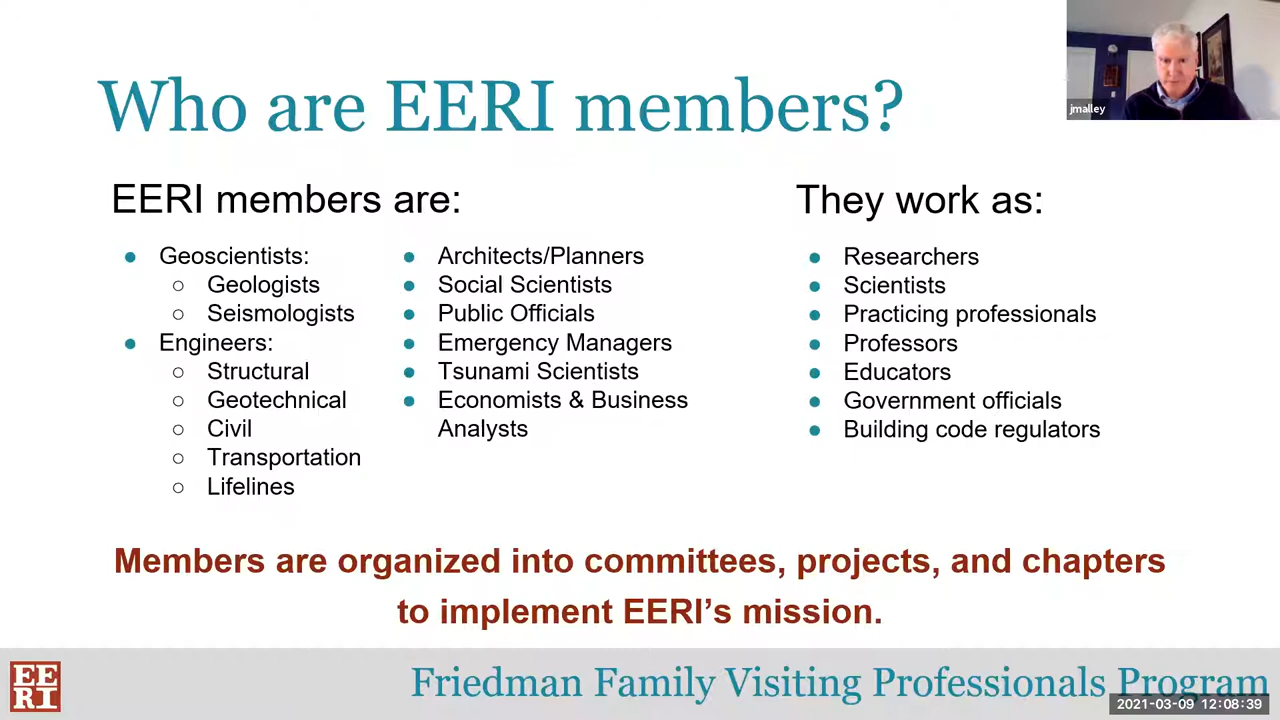 Who are EERI members?
jmalley
EERI members are:
Geoscientists:
Geologists
Seismologists
Engineers:
Structural
Geotechnical
Civil
Transportation
Lifelines
Architects/Planners
Social Scientists
Public Officials
Emergency Managers
Tsunami Scientists
Economists & Business
Analysts
They work as:
Researchers
Scientists
Practicing professionals
Professors
Educators
Government officials
Building code regulators
Members are organized into committees, projects, and chapters
to implement EERI’s mission.
EE
RI
Friedman Family Visiting Professionals Program
2021-03-09 12:08:39